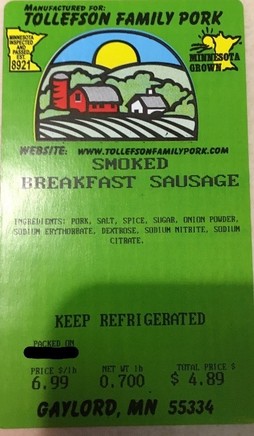 MANUFACTURED FOR:
TOLLEFSON FAMILY PORK
MINNESOTA
INSPECTED
AND
PASSED
EST.
8921
MINNESOTA
GROWN
WEBSITE: WWW.TOLLEFSONFAMILYPORK.COM
SMOKED
BREAKFAST SAUSAGE
INGREDIENTS: PORK, SALT, SPICE, SUGAR, ONION POWDER,
SODIUM ERYTHORBATE, DEXTROSE, SODIUM NITRITE, SODIUM
CITRATE.
KEEP REFRIGERATED
PACKED ON
PRICE $/lb NET WT lb TOTAL PRICE $
6.99 0.700 $ 4.89
GAYLORD, MN 55334